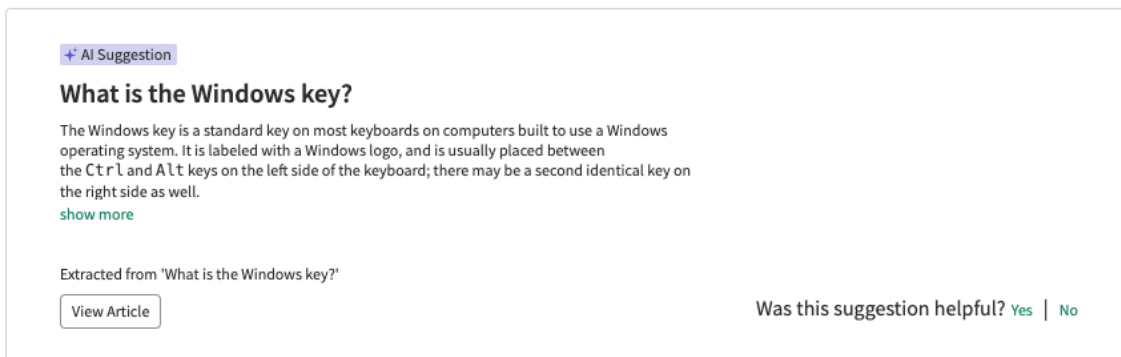 AI Suggestion
What is the Windows key?
The Windows key is a standard key on most keyboards on computers built to use a Windows
operating system. It is labeled with a Windows logo, and is usually placed between
the Ctrl and Alt keys on the left side of the keyboard; there may be a second identical key on
the right side as well.
show more
Extracted from 'What is the Windows key?'
View Article
Was this suggestion helpful? Yes | No